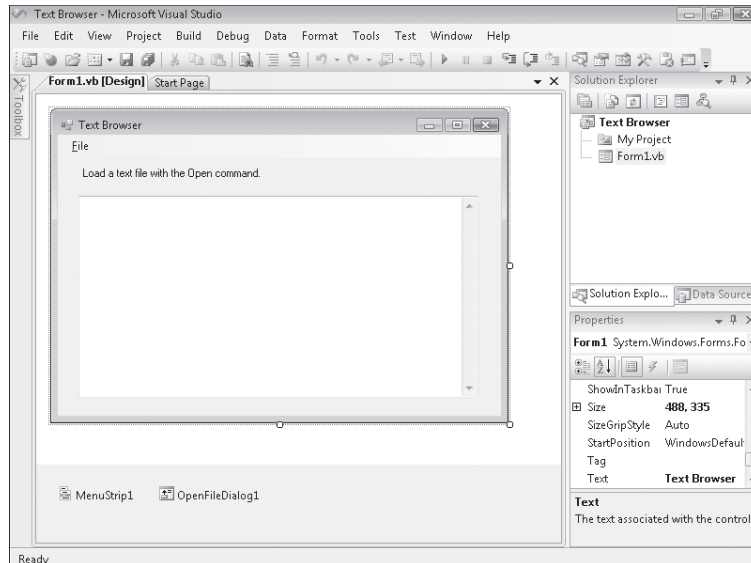 Text Browser - Microsoft Visual Studio
File Edit View Project Build Debug Data Format Tools Test Window Help
Toolbox
Form1.vb [Design] Start Page
Text Browser
File
Load a text file with the Open command.
MenuStrip1 OpenFileDialog1
Solution Explorer
Text Browser
My Project
Form1.vb
Solution Explo... Data Source
Properties
Form1 System.Windows.Forms.Fo
ShowInTaskbar True
Size 488, 335
SizeGripStyle Auto
StartPosition WindowsDefault
Tag
Text Text Browser
Text
The text associated with the control
Ready